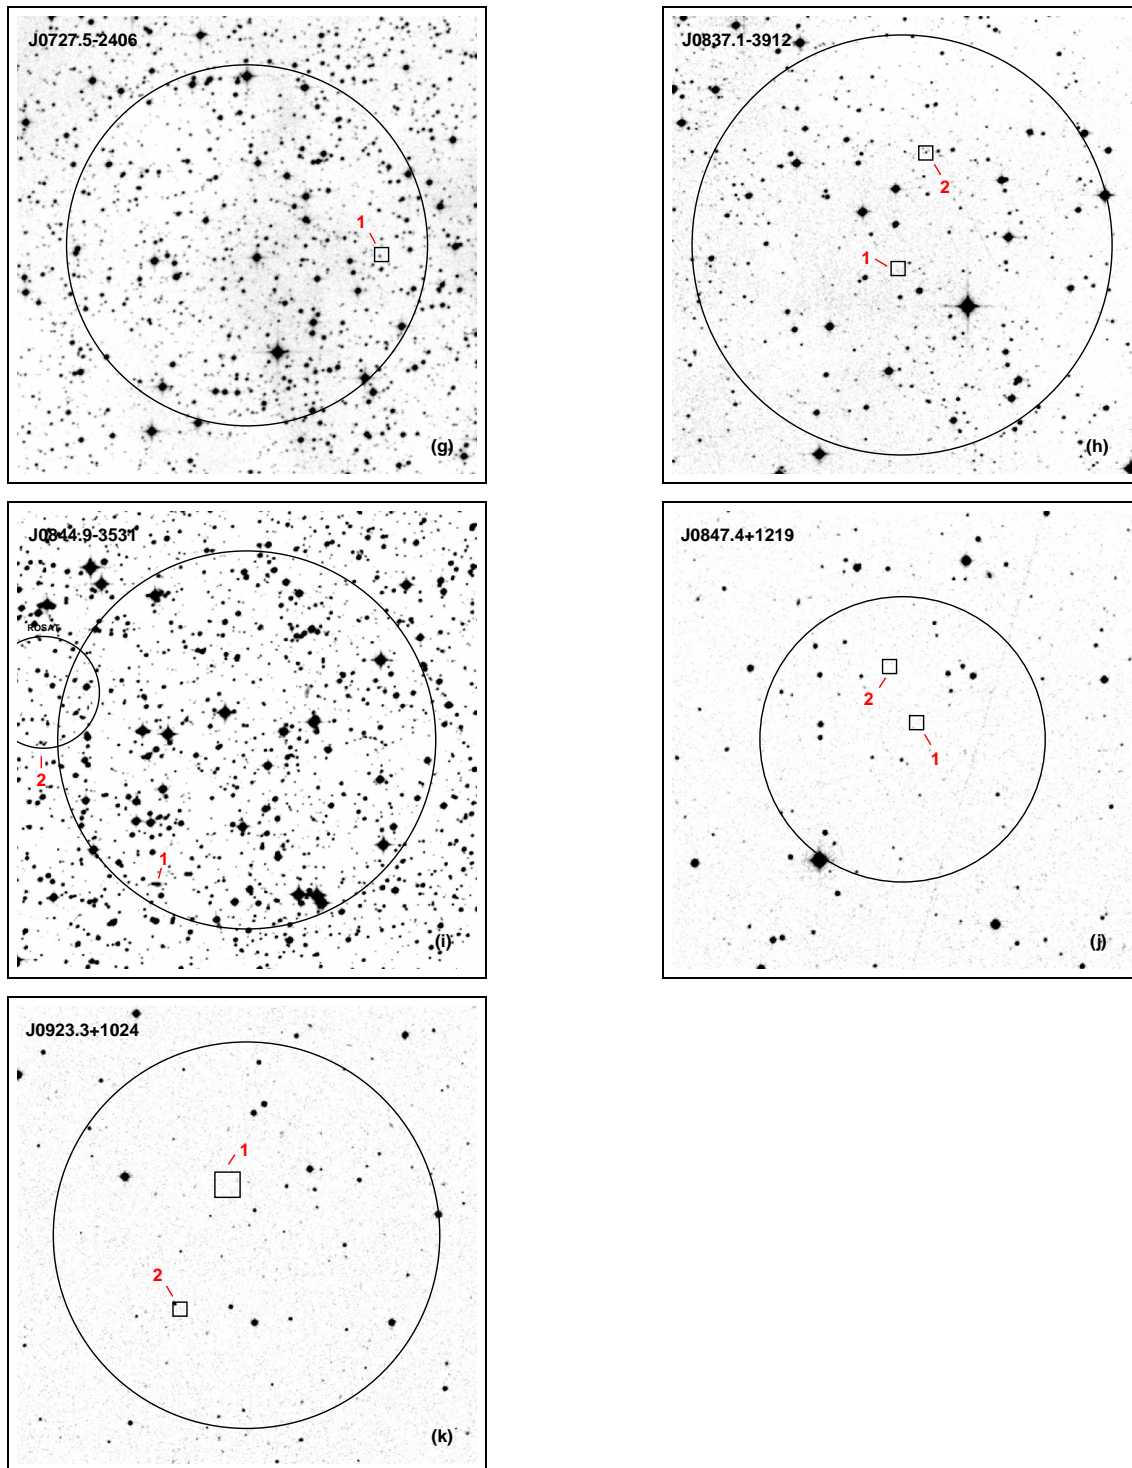 J0727.5-2406
1
(g)
J0837.1-3912
2
1
(h)
J0844.9-3531
ROSAT
2
1
(i)
J0847.4+1219
2
1
(j)
J0923.3+1024
1
2
(k)